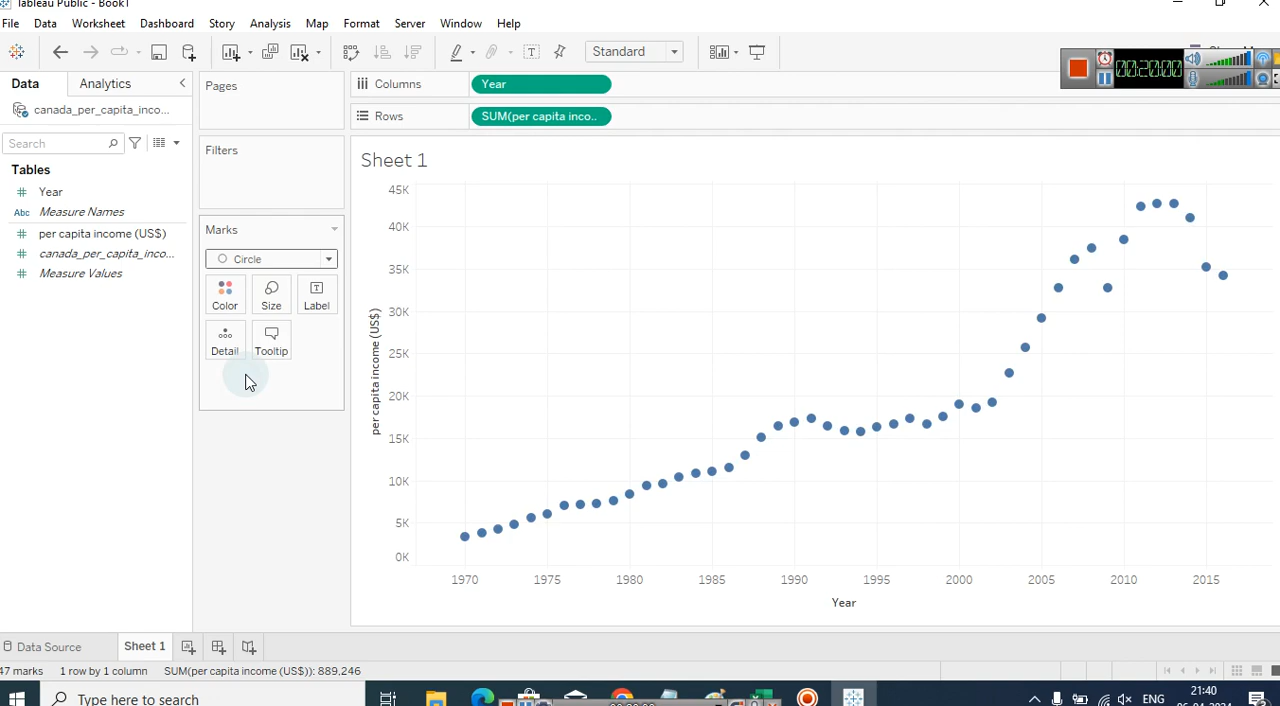 Tableau Public - Book1
File Data Worksheet Dashboard Story Analysis Map Format Server Window Help
Standard
00:20:00
Data Analytics
canada_per_capita_inco...
Search
Tables
Year
Abc Measure Names
per capita income (US$)
canada_per_capita_inco...
Measure Values
Pages
Filters
Marks
Circle
Color Size Label
Detail Tooltip
Columns Year
Rows SUM(per capita inco..
Sheet 1
45K
40K
35K
30K
25K
20K
15K
10K
5K
0K
per capita income (US$)
1970 1975 1980 1985 1990 1995 2000 2005 2010 2015
Year
Data Source Sheet 1
47 marks 1 row by 1 column SUM(per capita income (US$)): 889,246
Type here to search
ENG
21:40